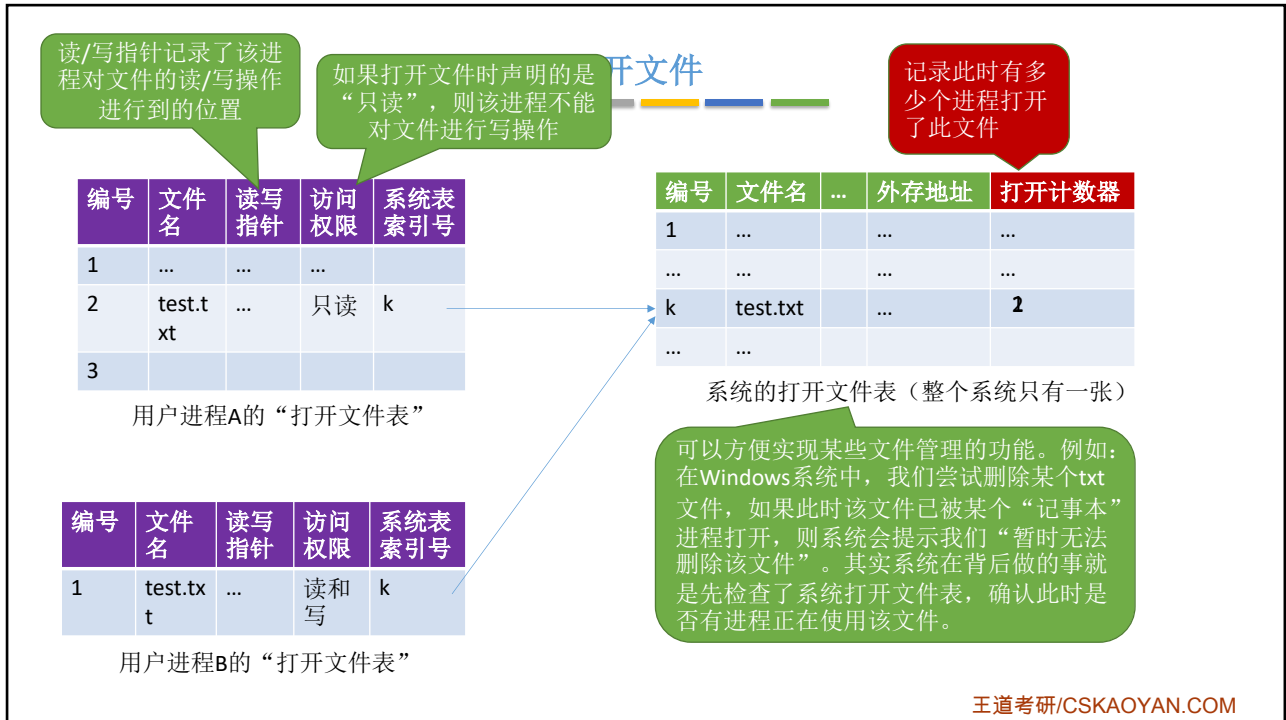 读/写指针记录了该进
程对文件的读/写操作
进行到的位置
如果打开文件时声明的是
“只读”，则该进程不能
对文件进行写操作
开文件
记录此时有多
少个进程打开
了此文件
编号 文件名 读写指针 访问权限 系统表索引号
1 … … …
2 test.txt … 只读 k
3
用户进程A的“打开文件表”
编号 文件名 … 外存地址 打开计数器
1 … … …
… … … …
k test.txt …
… …
系统的打开文件表（整个系统只有一张）
可以方便实现某些文件管理的功能。例如：
在Windows系统中，我们尝试删除某个txt
文件，如果此时该文件已被某个“记事本”
进程打开，则系统会提示我们“暂时无法
删除该文件”。其实系统在背后做的事就
是先检查了系统打开文件表，确认此时是
否有进程正在使用该文件。
编号 文件名 读写指针 访问权限 系统表索引号
1 test.txt … 读和写 k
用户进程B的“打开文件表”
王道考研/CSKAOYAN.COM